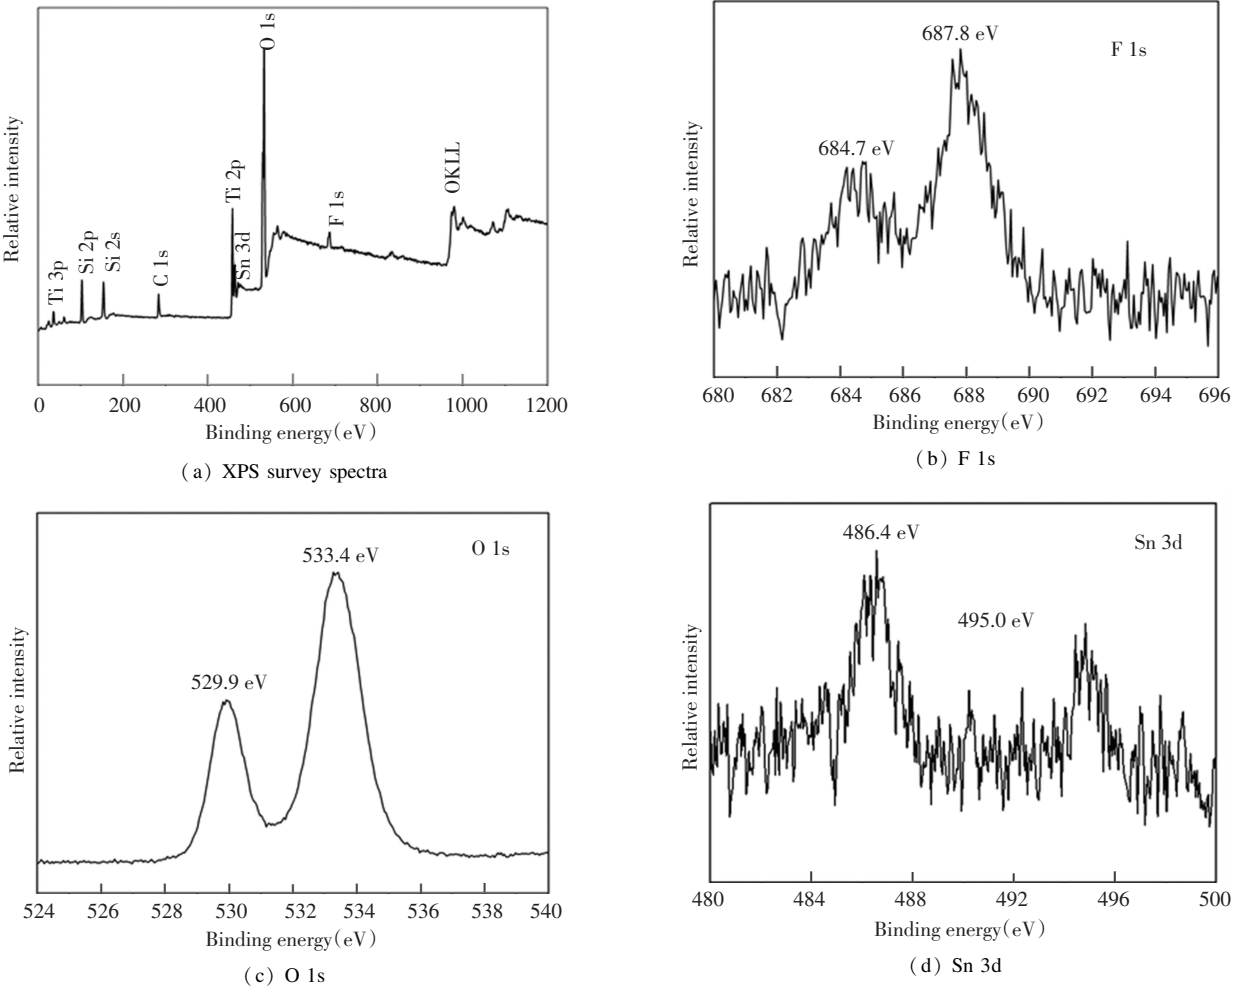 Relative intensity
Ti 3p
Si 2p
Si 2s
C 1s
Ti 2p
Sn 3d
O 1s
F 1s
OKLL
0 200 400 600 800 1000 1200
Binding energy(eV)
(a) XPS survey spectra
Relative intensity
687.8 eV
F 1s
684.7 eV
680 682 684 686 688 690 692 694 696
Binding energy(eV)
(b) F 1s
Relative intensity
533.4 eV
O 1s
529.9 eV
524 526 528 530 532 533 536 538 540
Binding energy(eV)
(c) O 1s
Relative intensity
486.4 eV
Sn 3d
495.0 eV
480 484 488 492 496 500
Binding energy(eV)
(d) Sn 3d